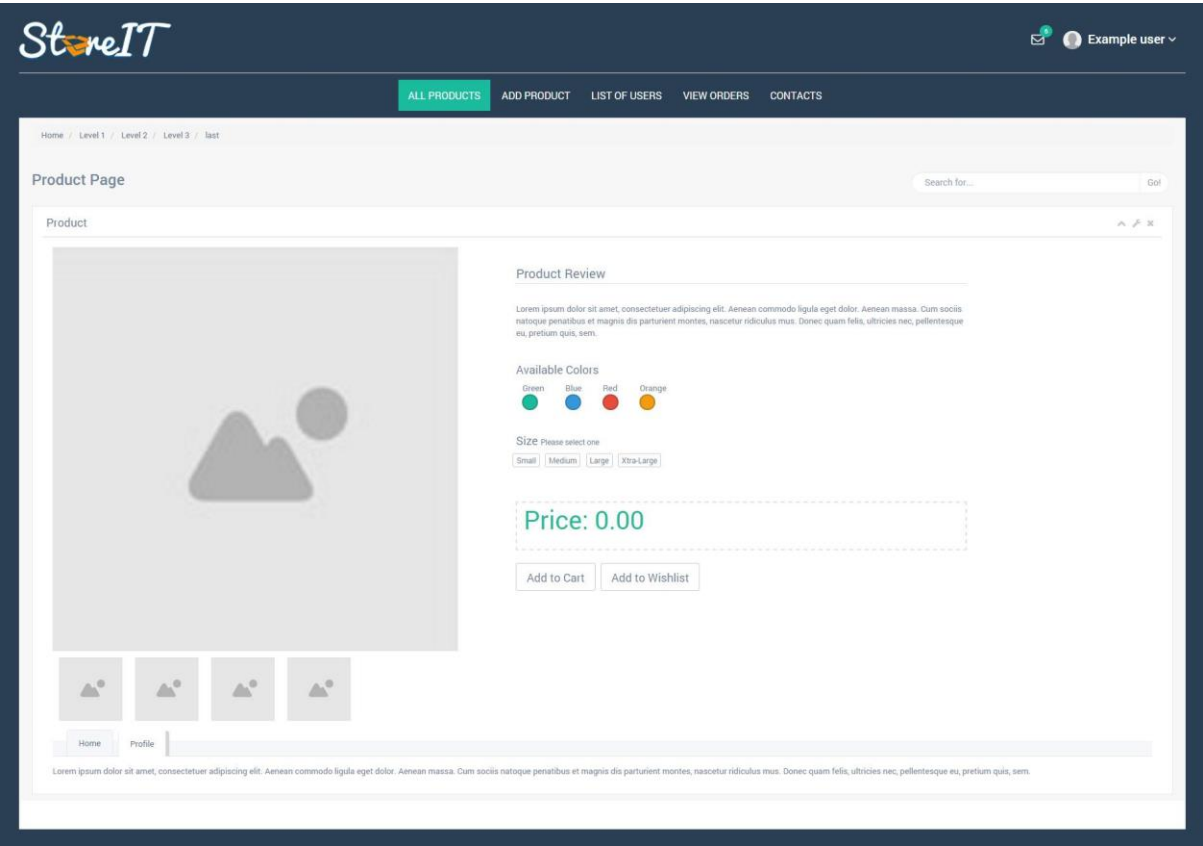 StoreIT
Example user
ALL PRODUCTS ADD PRODUCT LIST OF USERS VIEW ORDERS CONTACTS
Home / Level 1 / Level 2 / Level 3 / last
Product Page
Search for... Go!
Product
Product Review
Lorem ipsum dolor sit amet, consectetuer adipiscing elit. Aenean commodo ligula eget dolor. Aenean massa. Cum sociis
natoque penatibus et magnis dis parturient montes, nascetur ridiculus mus. Donec quam felis, ultricies nec, pellentesque
eu, pretium quis, sem.
Available Colors
Green Blue Red Orange
Size Please select one
Small Medium Large Xtra-Large
Price: 0.00
Add to Cart Add to Wishlist
Home Profile
Lorem ipsum dolor sit amet, consectetuer adipiscing elit. Aenean commodo ligula eget dolor. Aenean massa. Cum sociis natoque penatibus et magnis dis parturient montes, nascetur ridiculus mus. Donec quam felis, ultricies nec, pellentesque eu, pretium quis, sem.